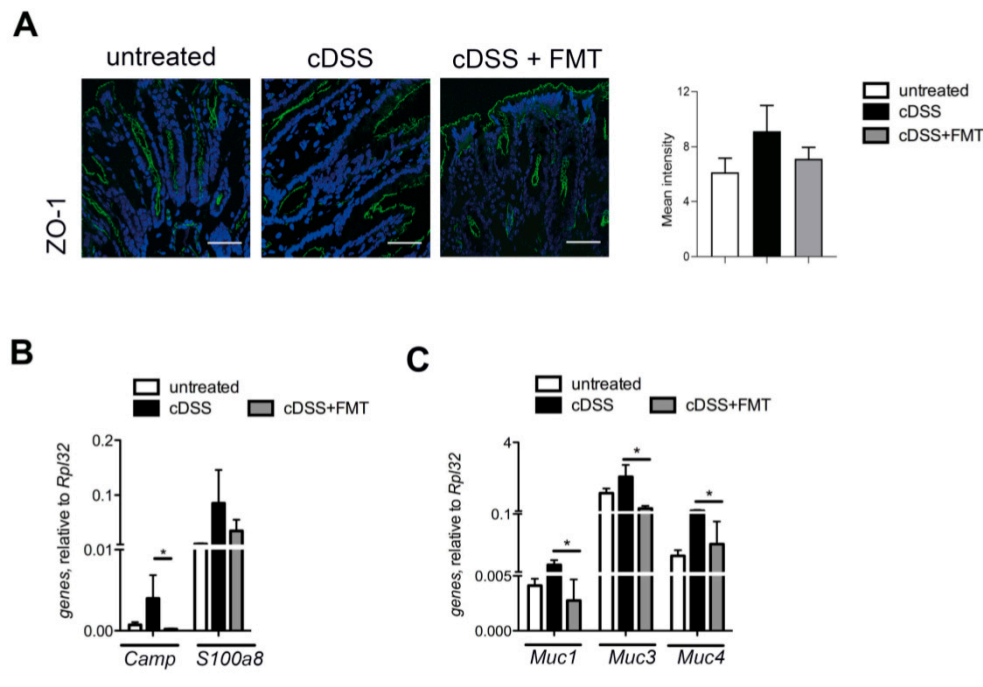 A
untreated
cDSS
cDSS + FMT
ZO-1
Mean intensity
12
8
4
0
untreated
cDSS
cDSS+FMT
B
untreated
cDSS
cDSS+FMT
genes, relative to Rpl32
0.2
0.1
0.01
0.00
*
Camp
S100a8
C
untreated
cDSS
cDSS+FMT
genes, relative to Rpl32
4
0.1
0.005
0.000
*
*
*
Muc1
Muc3
Muc4